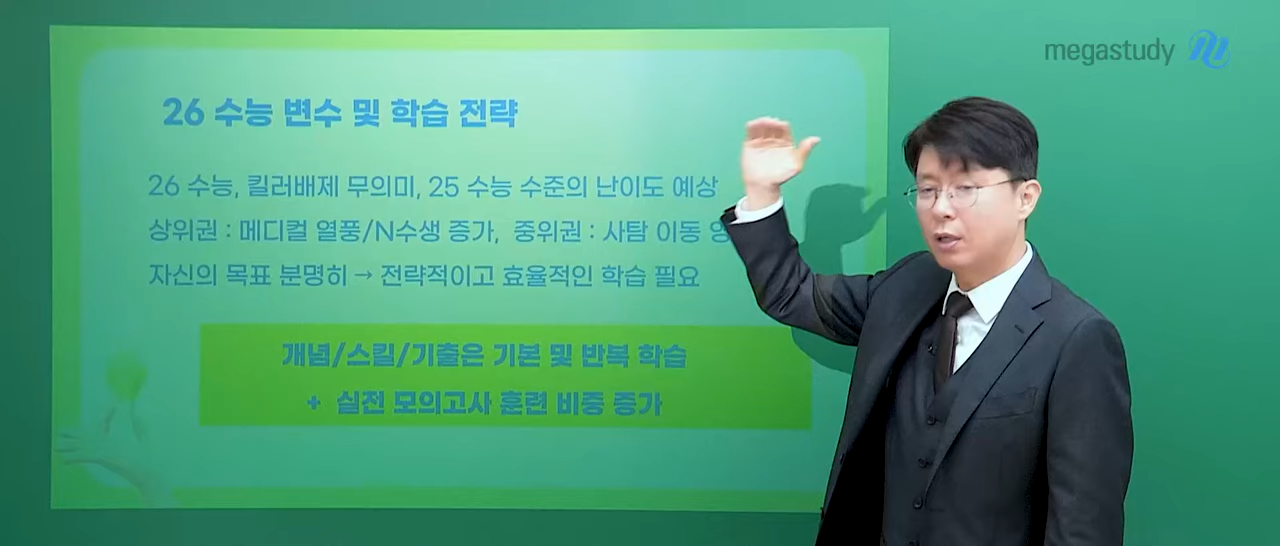 megastudy
26 수능 변수 및 학습 전략
26 수능, 킬러배제 무의미, 25 수능 수준의 난이도 예상
상위권 : 메디컬 열풍/N수생 증가, 중위권 : 사탐 이동
자신의 목표 분명히 → 전략적이고 효율적인 학습 필요
개념/스킬/기출은 기본 및 반복 학습
+ 실전 모의고사 훈련 비중 증가